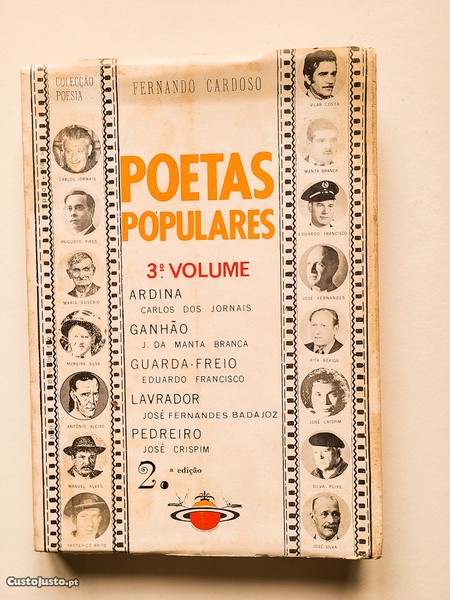 COLECÇÃO
POESIA
FERNANDO CARDOSO
POETAS
POPULARES
3º. VOLUME
ARDINA
CARLOS DOS JORNAIS
GANHÃO
J. DA MANTA BRANCA
GUARDA-FREIO
EDUARDO FRANCISCO
LAVRADOR
JOSÉ FERNANDES BADAJOZ
PEDREIRO
JOSÉ CRISPIM
2.ª edição
CARLOS JORNAIS
AUGUSTO PIRES
MARIA EUSÉBIO
MOREIRA SILVA
ANTÓNIO ALEIXO
MANUEL ALVES
FREDERICO BRITO
VILAR COSTA
MANTA BRANCA
EDUARDO FRANCISCO
JOSÉ FERNANDES
JOSÉ CRISPIM
SILVA PEIXE
JOSÉ SILVA
CustoJusto.pt